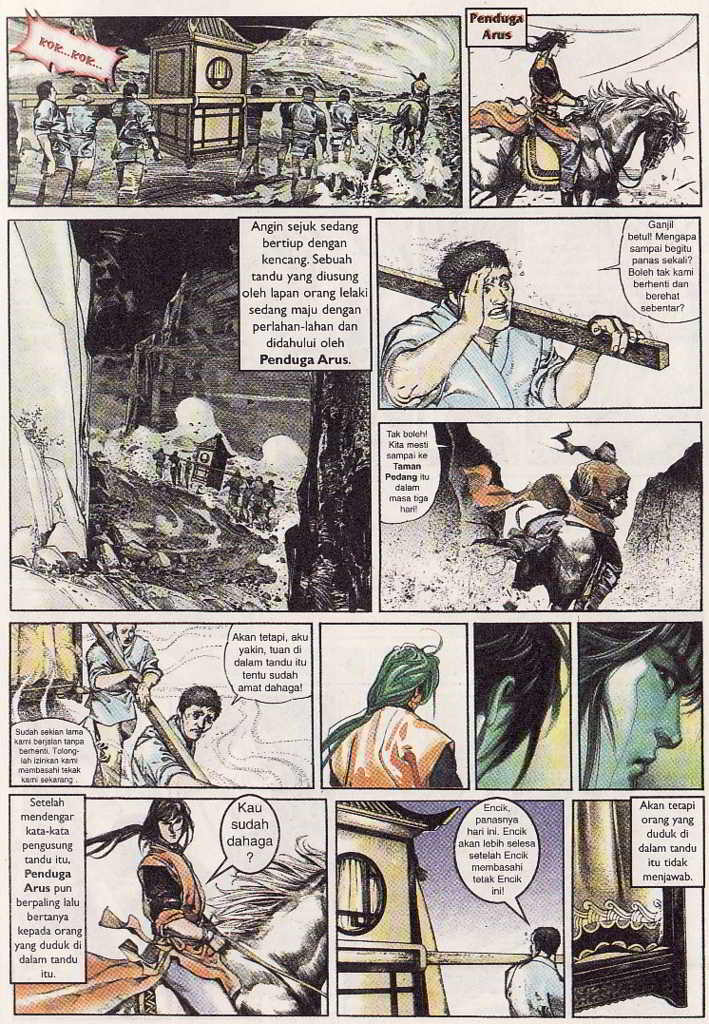 KOK...KOK...
Penduga
Arus
Angin sejuk sedang
bertiup dengan
kencang. Sebuah
tandu yang diusung
oleh lapan orang lelaki
sedang maju dengan
perlahan-lahan dan
didahului oleh
Penduga Arus.
Ganjil
betul! Mengapa
sampai begitu
panas sekali?
Boleh tak kami
berhenti dan
berehat
sebentar?
Tak boleh!
Kita mesti
sampai ke
Taman
Pedang itu
dalam
masa tiga
hari!
Sudah sekian lama
kami berjalan tanpa
berhenti. Tolong-
lah izinkan kami
membasahi tekak
kami sekarang .
Akan tetapi, aku
yakin, tuan di
dalam tandu itu
tentu sudah
amat dahaga!
Setelah
mendengar
kata-kata
pengusung
tandu itu,
Penduga
Arus pun
berpaling lalu
bertanya
kepada orang
yang duduk di
dalam tandu
itu.
Kau
sudah
dahaga
?
Encik,
panasnya
hari ini. Encik
akan lebih selesa
setelah Encik
membasahi
tetak Encik
ini!
Akan tetapi
orang yang
duduk di
dalam tandu
itu tidak
menjawab.